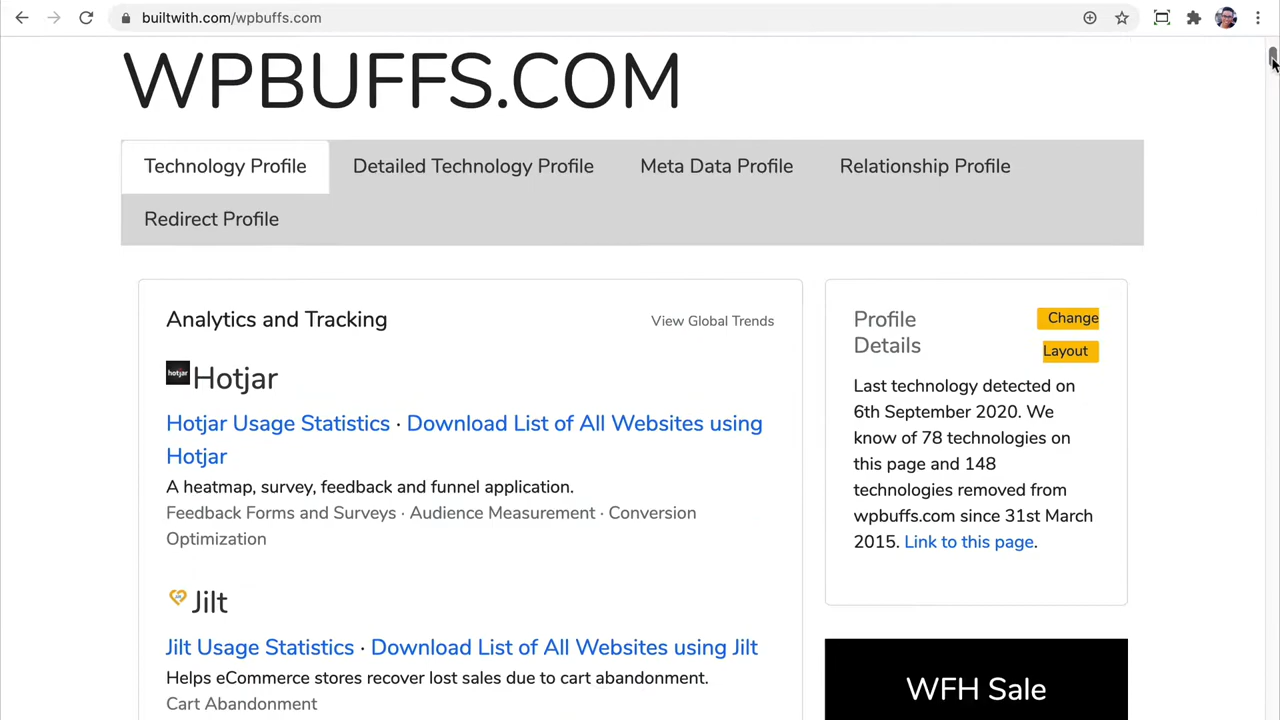 builtwith.com/wpbuffs.com
WPBUFFS.COM
Technology Profile
Detailed Technology Profile
Meta Data Profile
Relationship Profile
Redirect Profile
Analytics and Tracking
View Global Trends
hotjar
Hotjar
Hotjar Usage Statistics · Download List of All Websites using
Hotjar
A heatmap, survey, feedback and funnel application.
Feedback Forms and Surveys · Audience Measurement · Conversion
Optimization
Jilt
Jilt Usage Statistics · Download List of All Websites using Jilt
Helps eCommerce stores recover lost sales due to cart abandonment.
Cart Abandonment
Profile
Details
Change
Layout
Last technology detected on
6th September 2020. We
know of 78 technologies on
this page and 148
technologies removed from
wpbuffs.com since 31st March
2015. Link to this page.
WFH Sale